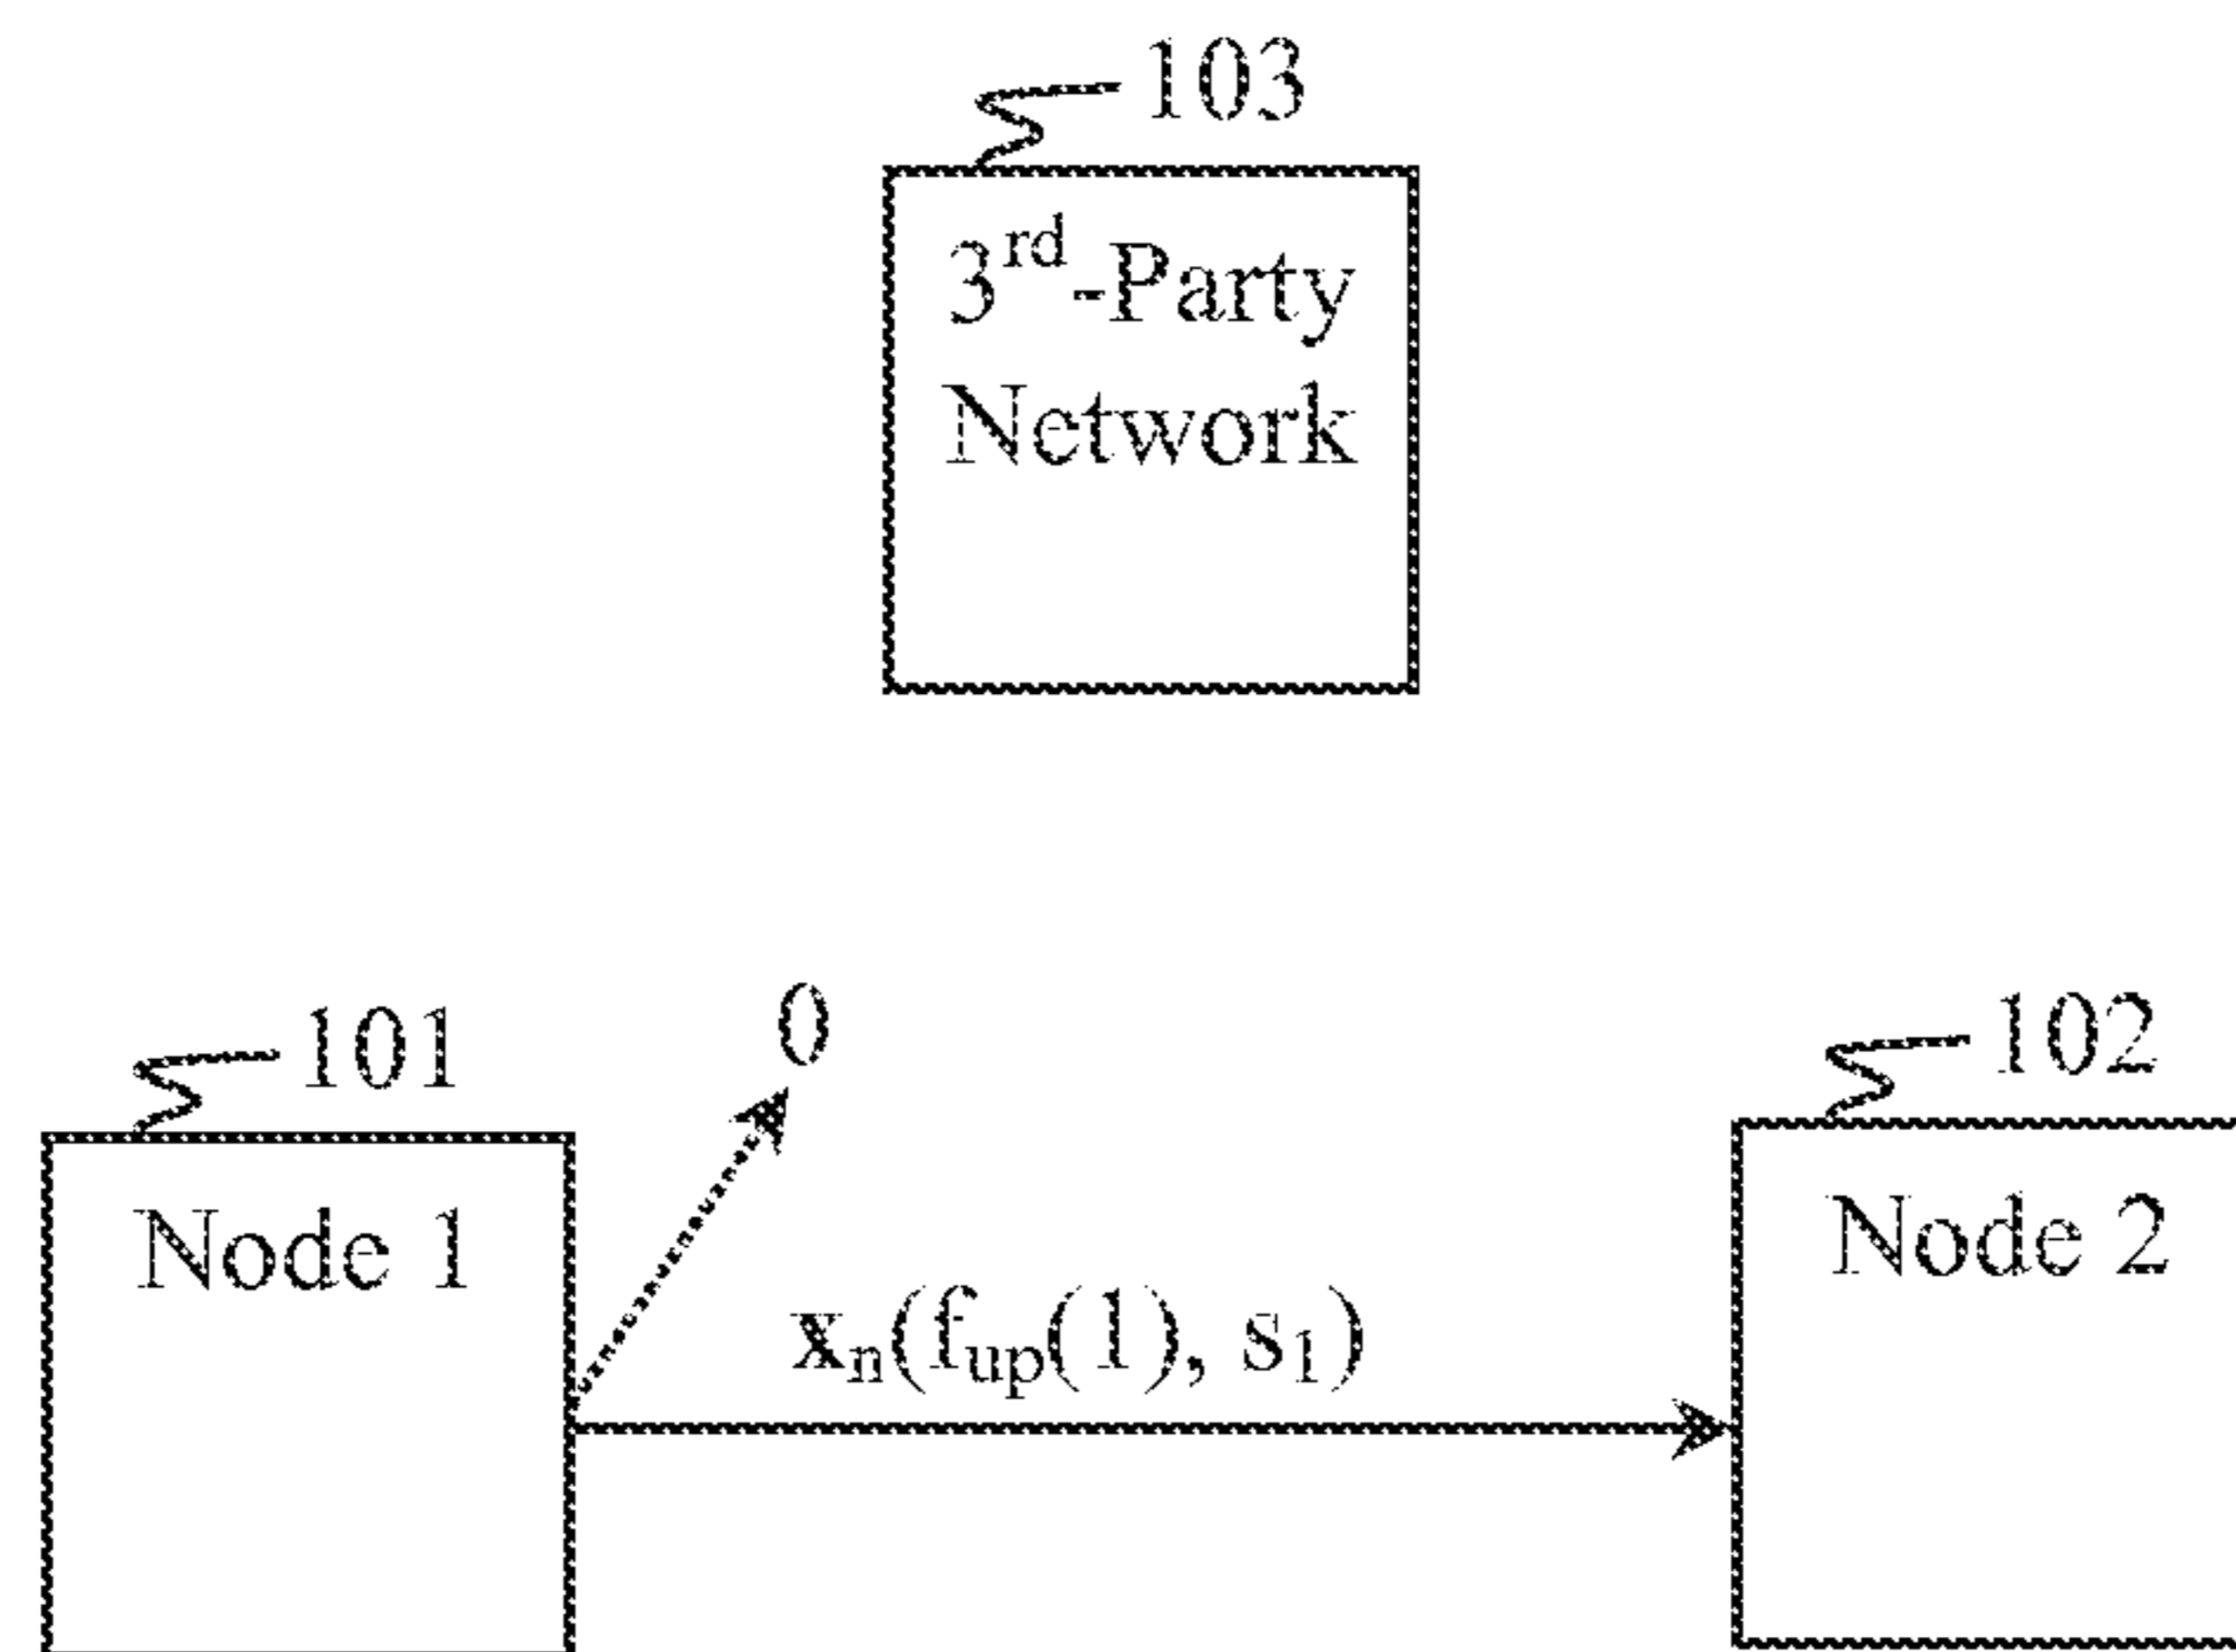 103
3rd-Party
Network
0
101
102
Node 1
Node 2
xn(fup(1), s1)